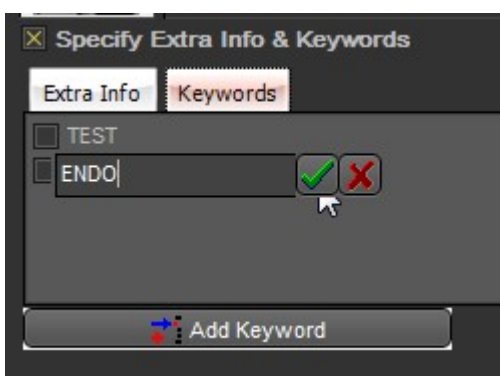 Specify Extra Info & Keywords
Extra Info Keywords
TEST
ENDO
Add Keyword